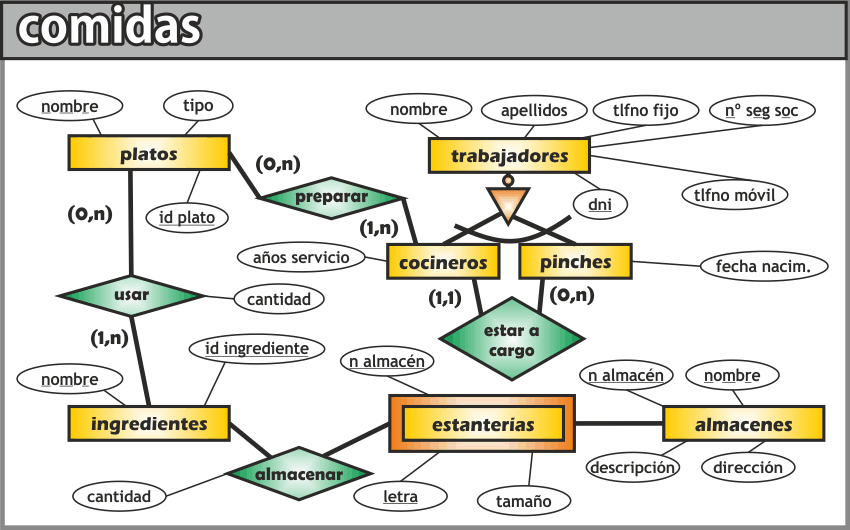 comidas
nombre
tipo
platos
(0,n)
preparar
(1,n)
id plato
(0,n)
usar
cantidad
(1,n)
nombre
id ingrediente
ingredientes
cantidad
almacenar
nombre
apellidos
tlfno fijo
nº seg soc
trabajadores
dni
tlfno móvil
años servicio
cocineros
pinches
fecha nacim.
(1,1)
(0,n)
estar a
cargo
n almacén
estanterías
letra
tamaño
n almacén
nombre
almacenes
descripción
dirección